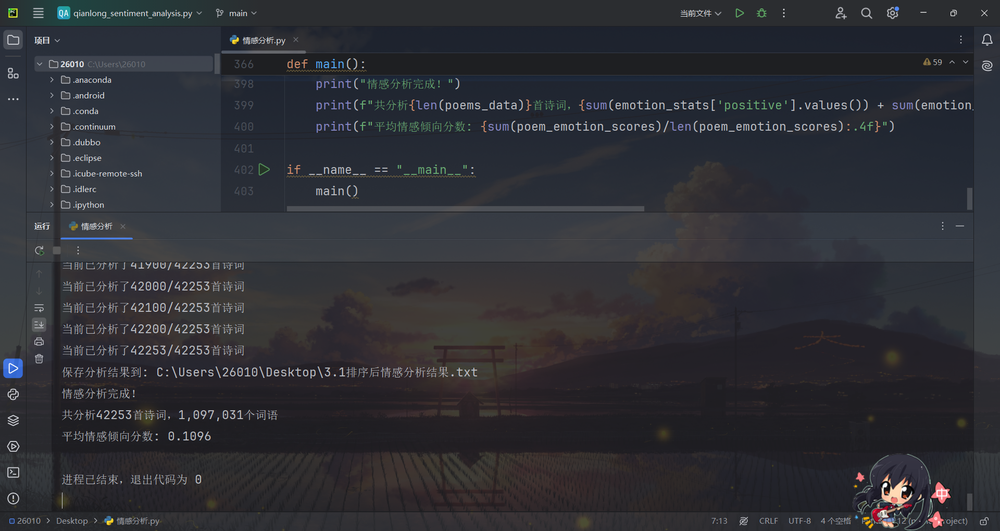 PC
QA qianlong_sentiment_analysis.py
main
当前文件
项目
情感分析.py
26010 C:\Users\26010
.anaconda
.android
.conda
.continuum
.dubbo
.eclipse
.icube-remote-ssh
.idlerc
.ipython
366 def main():
59
398 print("情感分析完成！")
399 print(f"共分析{len(poems_data)}首诗词，{sum(emotion_stats['positive'].values()) + sum(emotion_
400 print(f"平均情感倾向分数: {sum(poem_emotion_scores)/len(poem_emotion_scores):.4f}")
401
402 if __name__ == "__main__":
403 main()
运行
情感分析
当前已分析了41900/42253首诗词
当前已分析了42000/42253首诗词
当前已分析了42100/42253首诗词
当前已分析了42200/42253首诗词
当前已分析了42253/42253首诗词
保存分析结果到: C:\Users\26010\Desktop\3.1排序后情感分析结果.txt
情感分析完成！
共分析42253首诗词，1,097,031个词语
平均情感倾向分数: 0.1096
进程已结束，退出代码为 0
中
26010 > Desktop > 情感分析.py
7:13 CRLF UTF-8 4 个空格